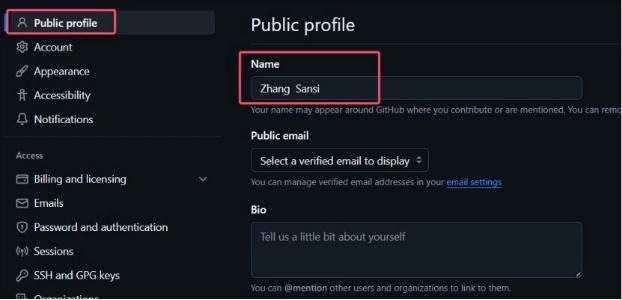 Public profile
Account
Appearance
Accessibility
Notifications
Access
Billing and licensing
Emails
Password and authentication
Sessions
SSH and GPG keys
Organizations
Public profile
Name
Zhang Sansi
Your name may appear around GitHub where you contribute or are mentioned. You can remo
Public email
Select a verified email to display
You can manage verified email addresses in your email settings
Bio
Tell us a little bit about yourself
You can @mention other users and organizations to link to them.